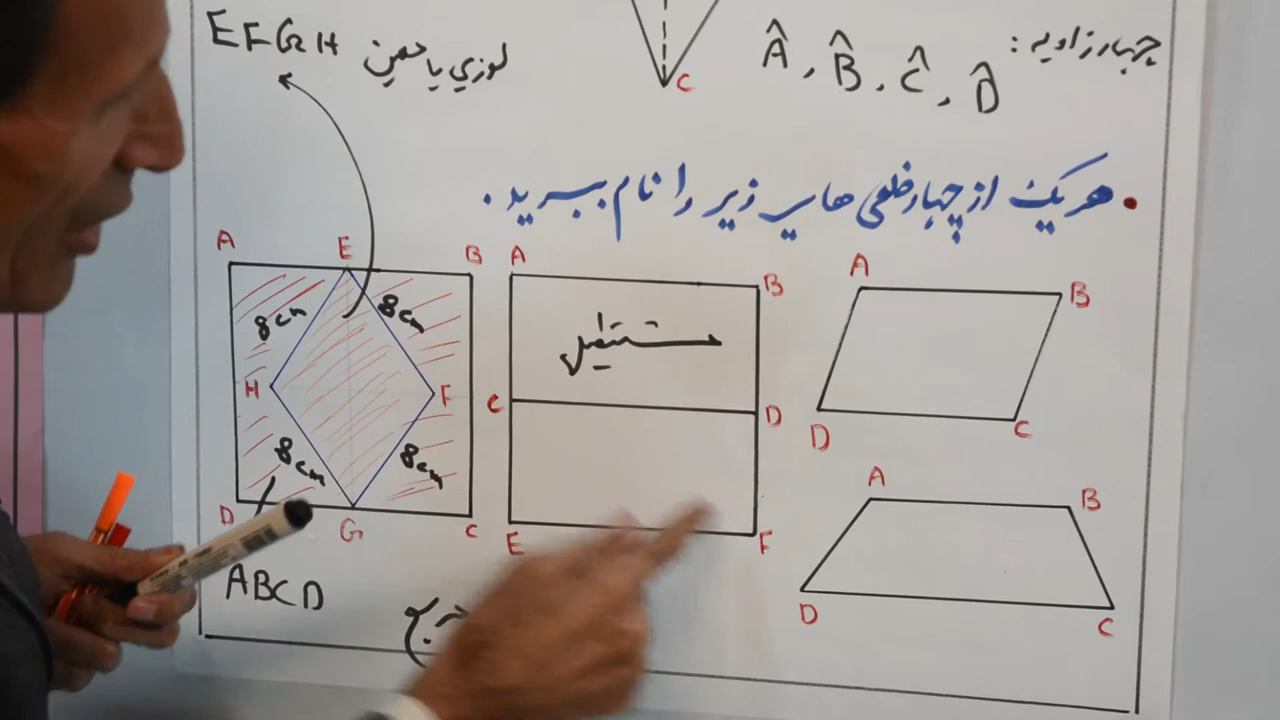 چهار زاویه: Â , B̂ , Ĉ , D̂
C
EFGH لوزی یا معین
• هر یک از چهارضلعی های زیر را نام ببرید.
A E B
8cm 8cm
H F
8cm 8cm
D G C
ABCD مربع
A B
مستطیل
C D
E F
A B
D C
A B
D C